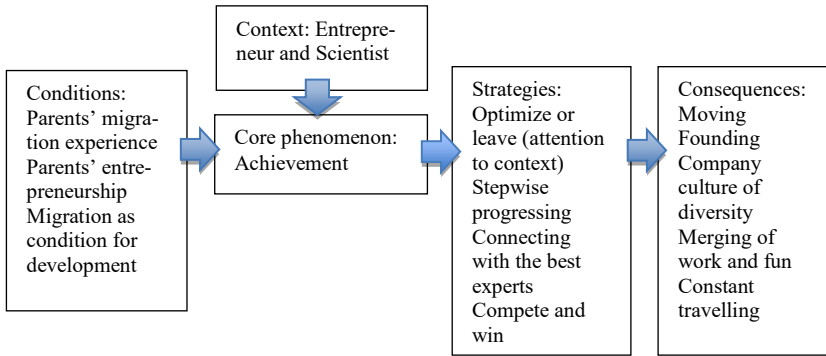 Context: Entrepre-
neur and Scientist
Conditions:
Parents’ migra-
tion experience
Parents’ entre-
preneurship
Migration as
condition for
development
Core phenomenon:
Achievement
Strategies:
Optimize or
leave (attention
to context)
Stepwise
progressing
Connecting
with the best
experts
Compete and
win
Consequences:
Moving
Founding
Company
culture of
diversity
Merging of
work and fun
Constant
travelling